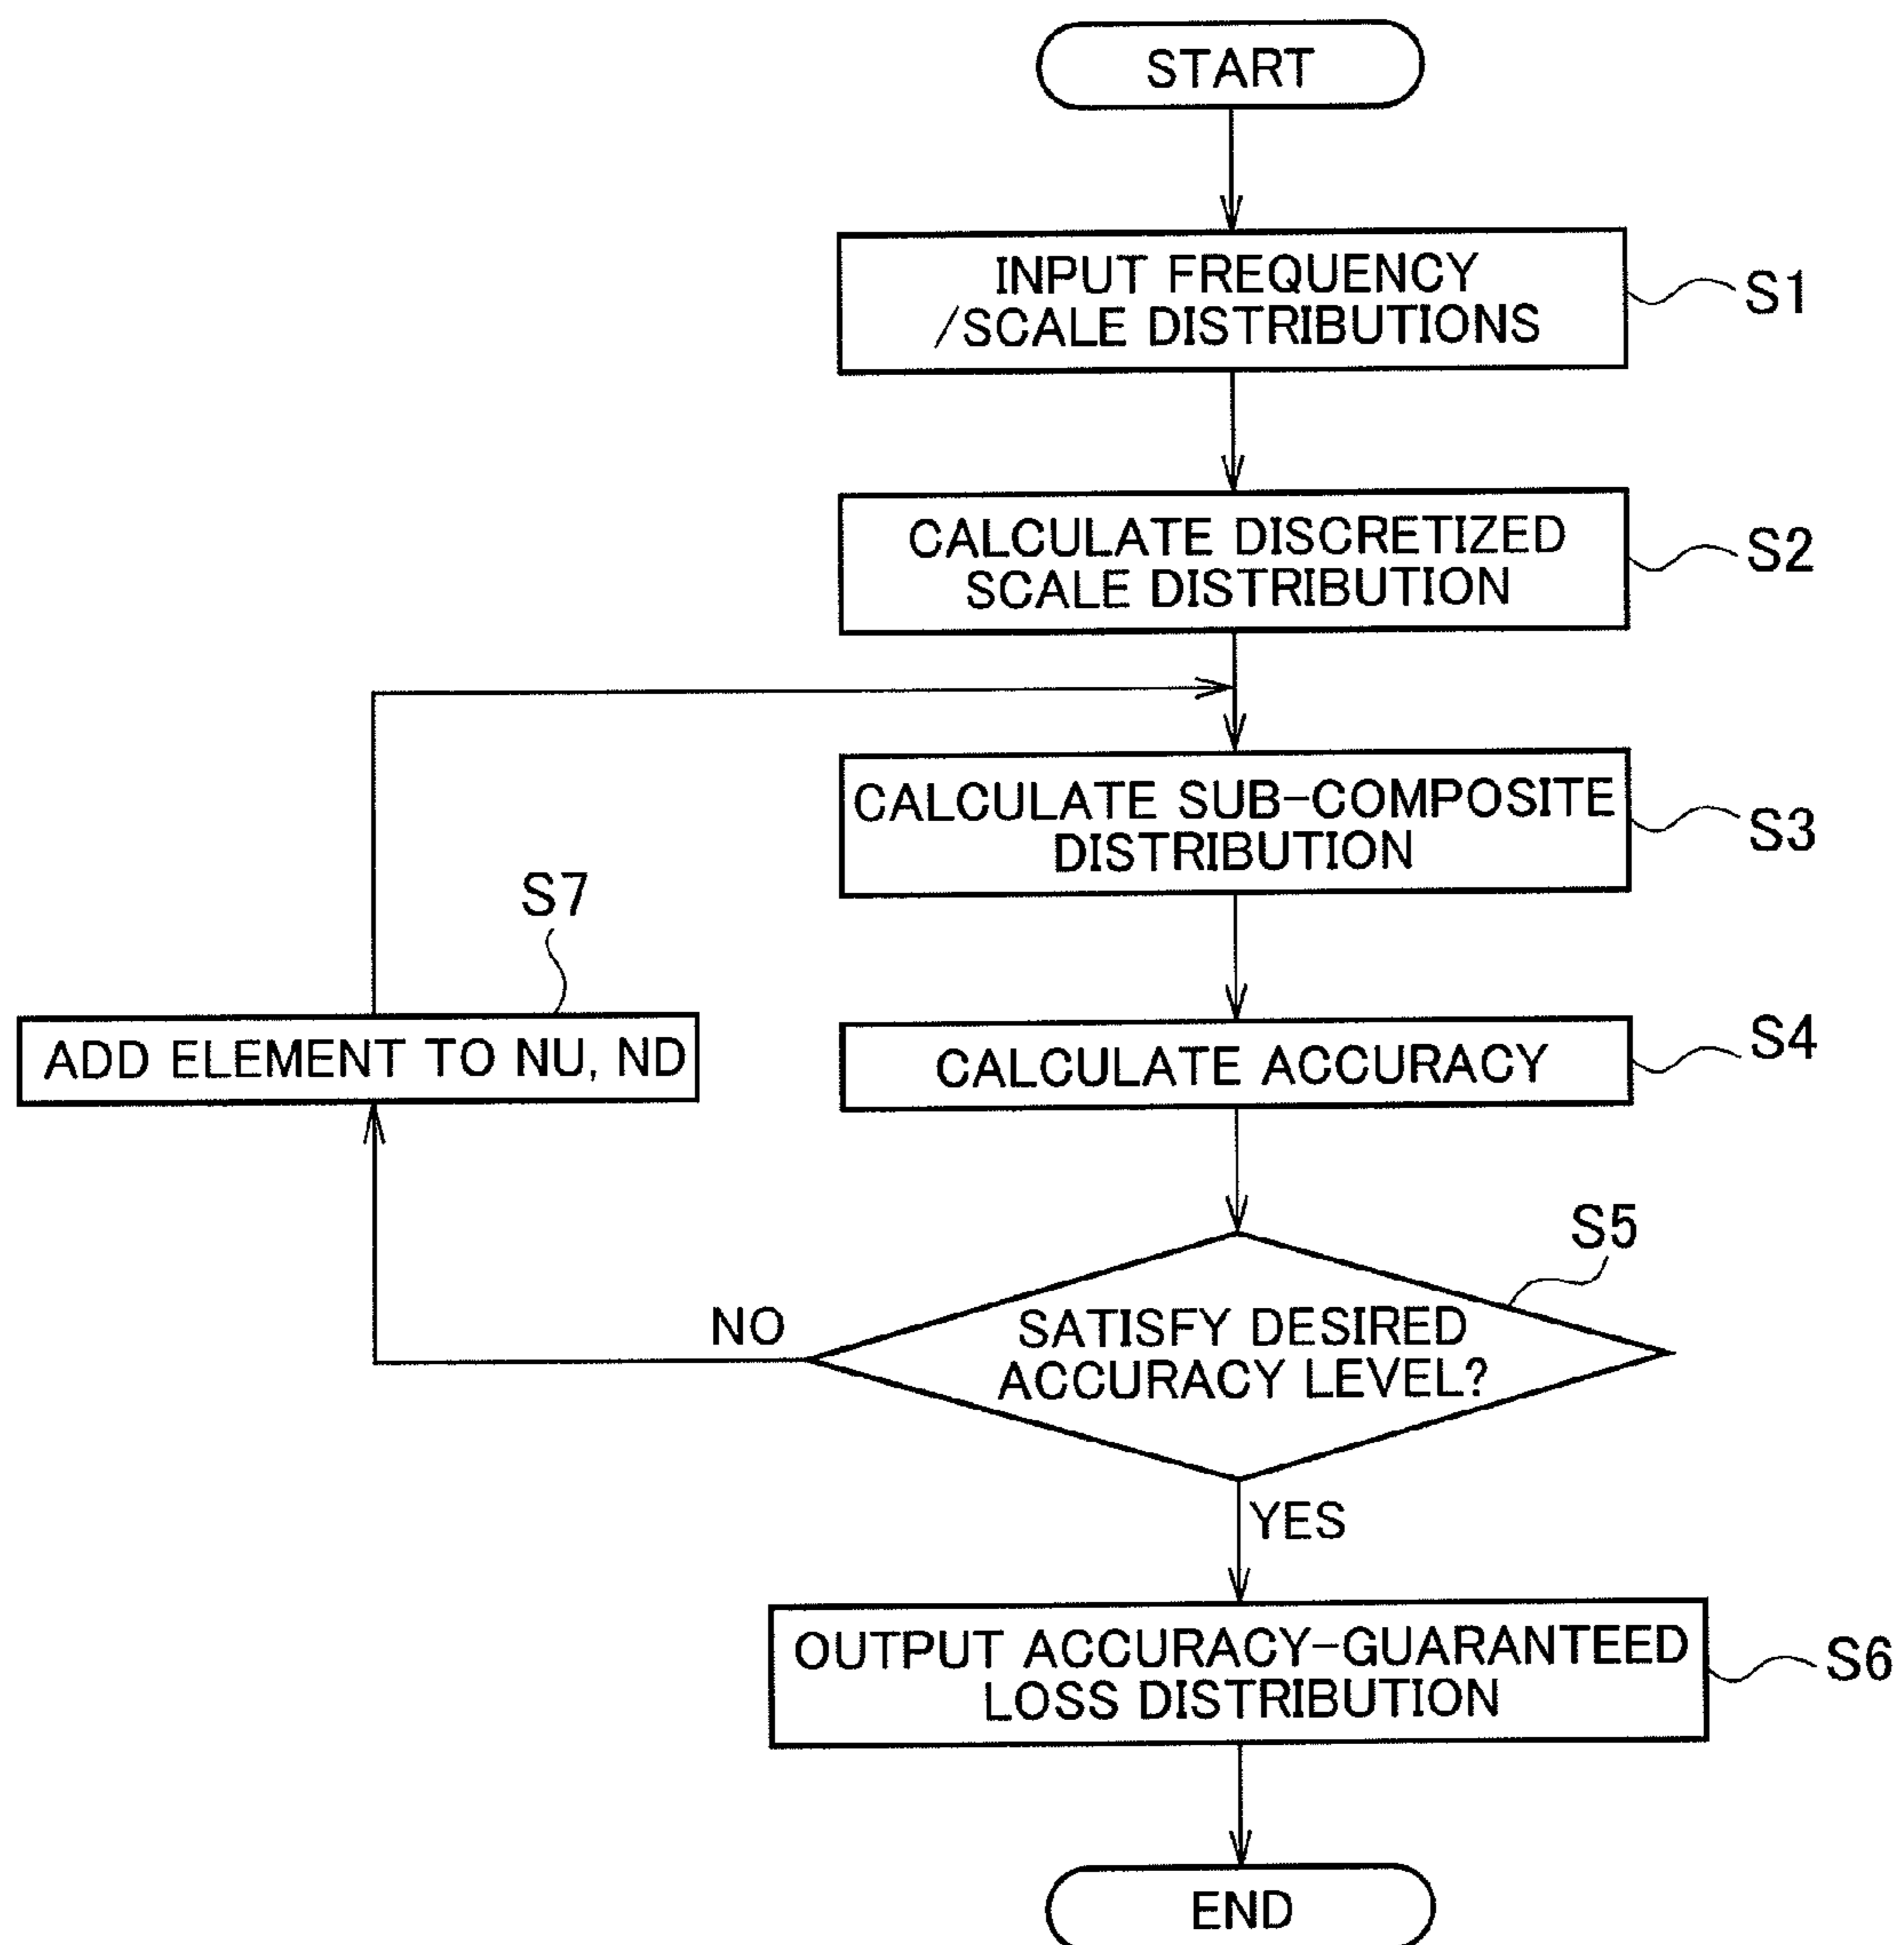 START
INPUT FREQUENCY
/SCALE DISTRIBUTIONS
S1
CALCULATE DISCRETIZED
SCALE DISTRIBUTION
S2
CALCULATE SUB-COMPOSITE
DISTRIBUTION
S3
S7
ADD ELEMENT TO NU, ND
CALCULATE ACCURACY
S4
S5
NO
SATISFY DESIRED
ACCURACY LEVEL?
YES
OUTPUT ACCURACY-GUARANTEED
LOSS DISTRIBUTION
S6
END